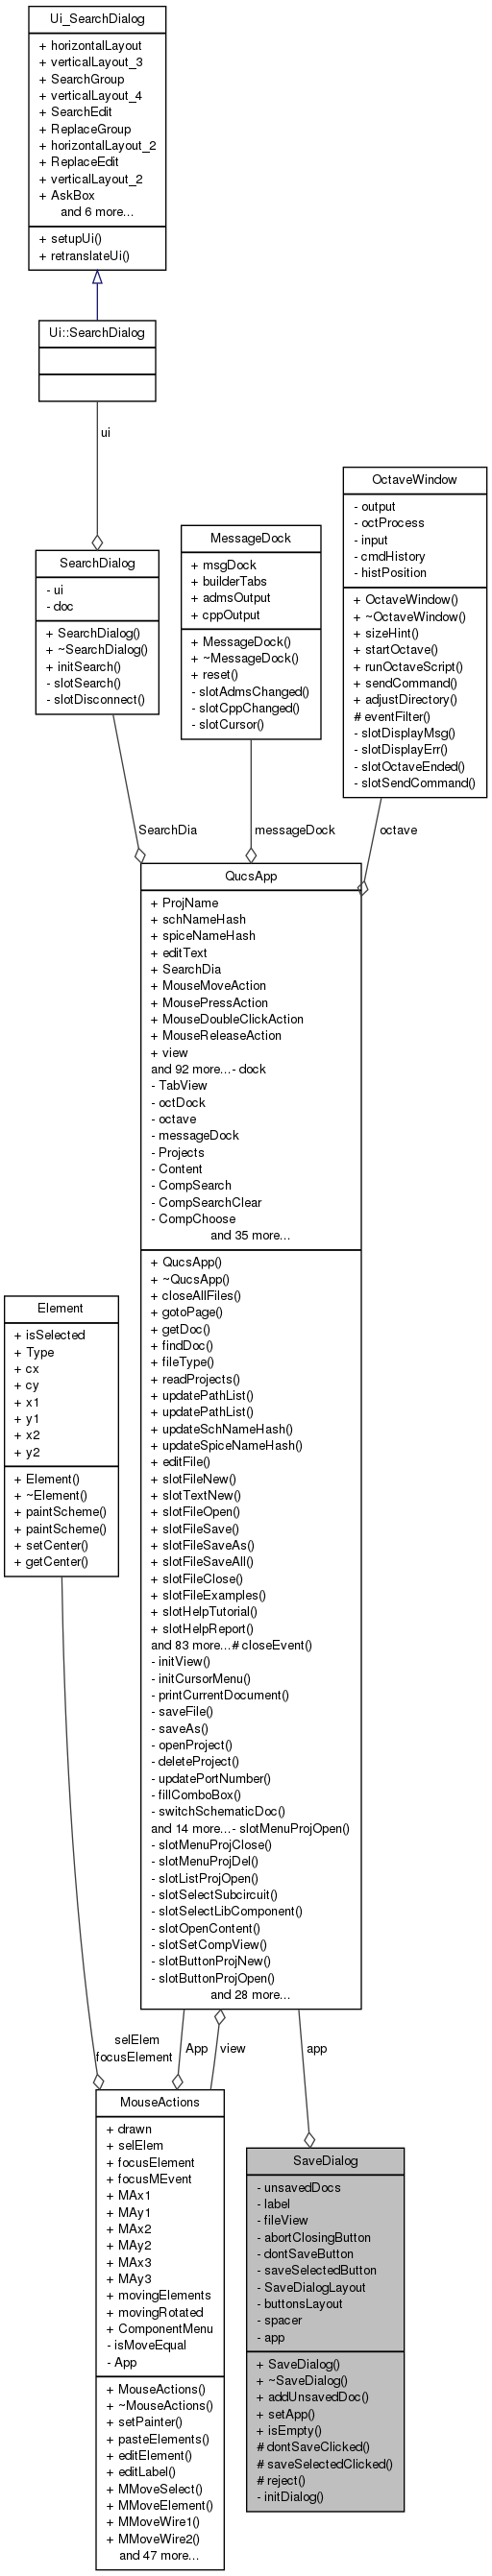 Ui_SearchDialog
+ horizontalLayout
+ verticalLayout_3
+ SearchGroup
+ verticalLayout_4
+ SearchEdit
+ ReplaceGroup
+ horizontalLayout_2
+ ReplaceEdit
+ verticalLayout_2
+ AskBox
and 6 more...
+ setupUi()
+ retranslateUi()
Ui::SearchDialog
ui
SearchDialog
- ui
- doc
+ SearchDialog()
+ ~SearchDialog()
+ initSearch()
- slotSearch()
- slotDisconnect()
MessageDock
+ msgDock
+ builderTabs
+ admsOutput
+ cppOutput
+ MessageDock()
+ ~MessageDock()
+ reset()
- slotAdmsChanged()
- slotCppChanged()
- slotCursor()
OctaveWindow
- output
- octProcess
- input
- cmdHistory
- histPosition
+ OctaveWindow()
+ ~OctaveWindow()
+ sizeHint()
+ startOctave()
+ runOctaveScript()
+ sendCommand()
+ adjustDirectory()
# eventFilter()
- slotDisplayMsg()
- slotDisplayErr()
- slotOctaveEnded()
- slotSendCommand()
SearchDia
messageDock
octave
QucsApp
+ ProjName
+ schNameHash
+ spiceNameHash
+ editText
+ SearchDia
+ MouseMoveAction
+ MousePressAction
+ MouseDoubleClickAction
+ MouseReleaseAction
+ view
and 92 more...- dock
- TabView
- octDock
- octave
- messageDock
- Projects
- Content
- CompSearch
- CompSearchClear
- CompChoose
and 35 more...
+ QucsApp()
+ ~QucsApp()
+ closeAllFiles()
+ gotoPage()
+ getDoc()
+ findDoc()
+ fileType()
+ readProjects()
+ updatePathList()
+ updatePathList()
+ updateSchNameHash()
+ updateSpiceNameHash()
+ editFile()
+ slotFileNew()
+ slotTextNew()
+ slotFileOpen()
+ slotFileSave()
+ slotFileSaveAs()
+ slotFileSaveAll()
+ slotFileClose()
+ slotFileExamples()
+ slotHelpTutorial()
+ slotHelpReport()
and 83 more...# closeEvent()
- initView()
- initCursorMenu()
- printCurrentDocument()
- saveFile()
- saveAs()
- openProject()
- deleteProject()
- updatePortNumber()
- fillComboBox()
- switchSchematicDoc()
and 14 more...- slotMenuProjOpen()
- slotMenuProjClose()
- slotMenuProjDel()
- slotListProjOpen()
- slotSelectSubcircuit()
- slotSelectLibComponent()
- slotOpenContent()
- slotSetCompView()
- slotButtonProjNew()
- slotButtonProjOpen()
and 28 more...
Element
+ isSelected
+ Type
+ cx
+ cy
+ x1
+ y1
+ x2
+ y2
+ Element()
+ ~Element()
+ paintScheme()
+ paintScheme()
+ setCenter()
+ getCenter()
selElem
focusElement
App
view
app
MouseActions
+ drawn
+ selElem
+ focusElement
+ focusMEvent
+ MAx1
+ MAy1
+ MAx2
+ MAy2
+ MAx3
+ MAy3
+ movingElements
+ movingRotated
+ ComponentMenu
- isMoveEqual
- App
+ MouseActions()
+ ~MouseActions()
+ setPainter()
+ pasteElements()
+ editElement()
+ editLabel()
+ MMoveSelect()
+ MMoveElement()
+ MMoveWire1()
+ MMoveWire2()
and 47 more...
SaveDialog
- unsavedDocs
- label
- fileView
- abortClosingButton
- dontSaveButton
- saveSelectedButton
- SaveDialogLayout
- buttonsLayout
- spacer
- app
+ SaveDialog()
+ ~SaveDialog()
+ addUnsavedDoc()
+ setApp()
+ isEmpty()
# dontSaveClicked()
# saveSelectedClicked()
# reject()
- initDialog()